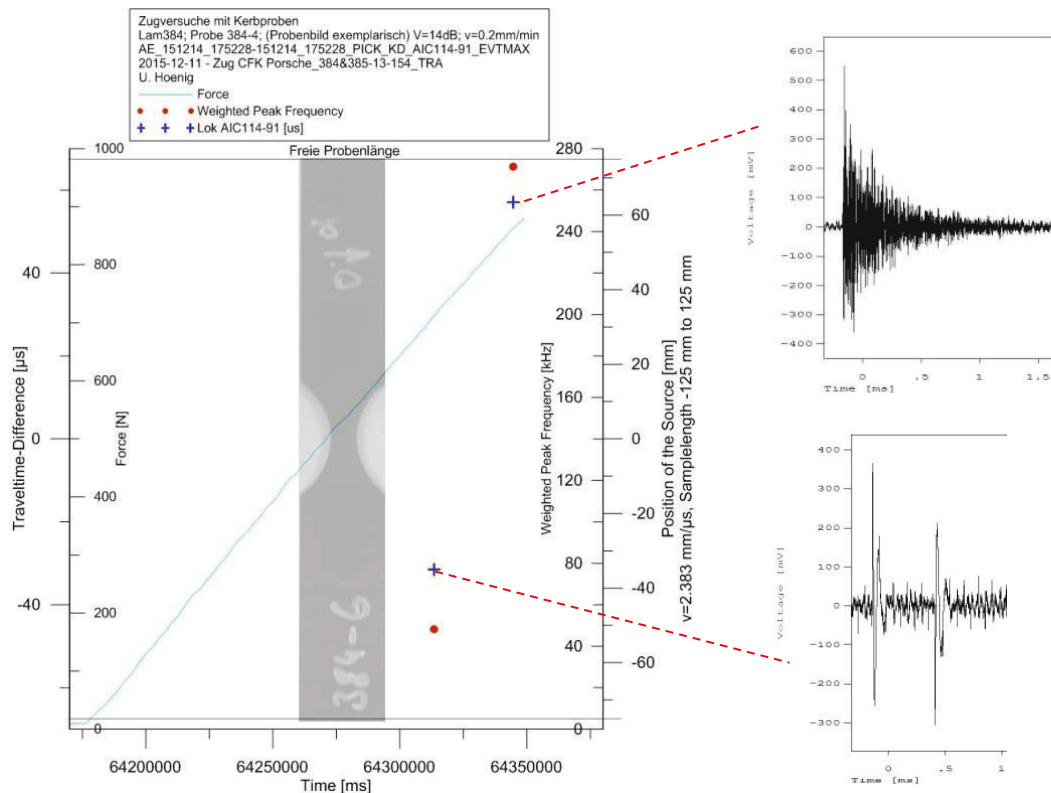 Zugversuche mit Kerbproben
Lam384; Probe 384-4; (Probenbild exemplarisch) V=14dB; v=0.2mm/min
AE_151214_175228-151214_175228_PICK_KD_AIC114-91_EVTMAX
2015-12-11 - Zug CFK Porsche_384&385-13-154_TRA
U. Hoenig
Force
Weighted Peak Frequency
Lok AIC114-91 [us]
Freie Probenlänge
Traveltime-Difference [µs]
40
0
-40
Force [N]
1000
800
600
400
200
0
384-6
Weighted Peak Frequency [kHz]
280
240
200
160
120
80
40
0
Position of the Source [mm]
v=2.383 mm/µs, Samplelength -125 mm to 125 mm
60
40
20
0
-20
-40
-60
64200000
64250000
64300000
64350000
Time [ms]
Voltage [mV]
600
500
400
300
200
100
0
-100
-200
-300
-400
0
.5
1
1.5
Time [ms]
Voltage [mV]
400
300
200
100
0
-100
-200
-300
0
.5
1
Time [ms]